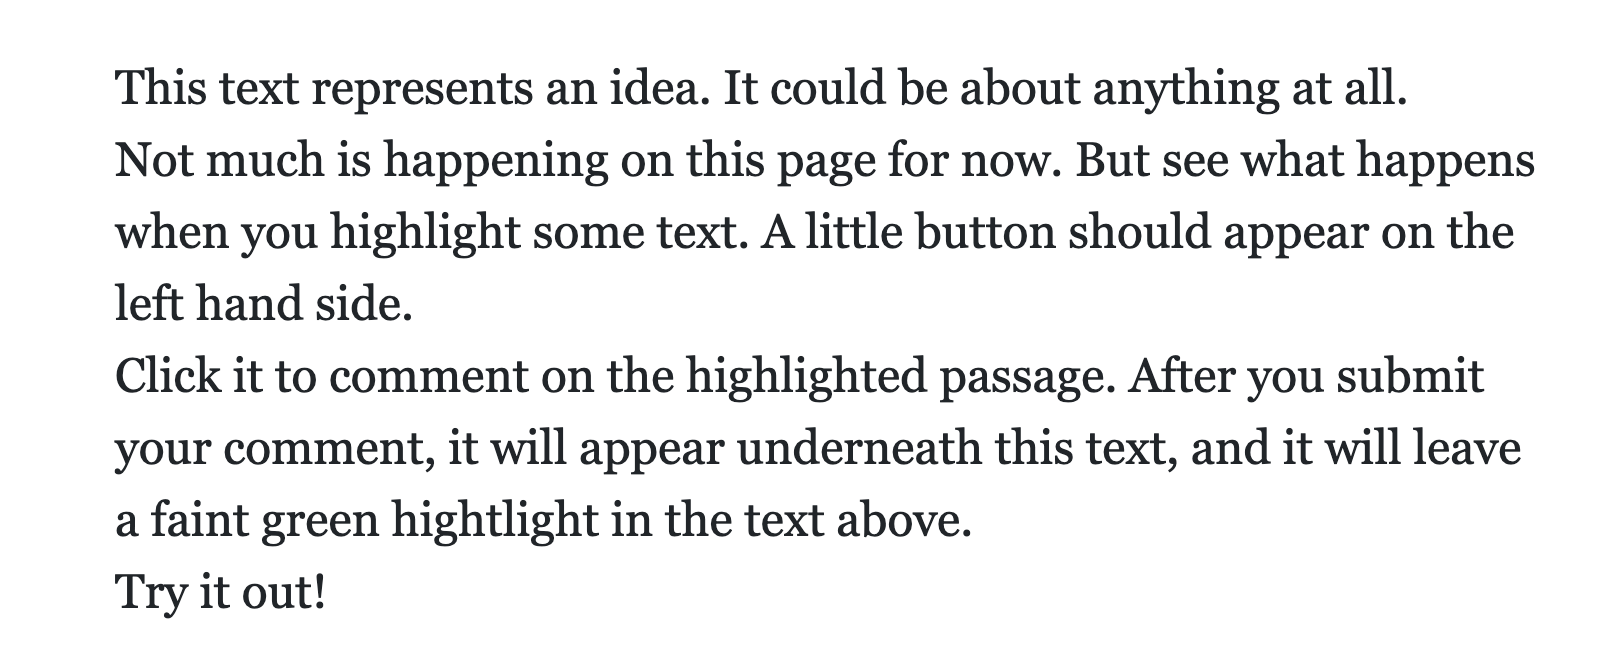 This text represents an idea. It could be about anything at all.
Not much is happening on this page for now. But see what happens
when you highlight some text. A little button should appear on the
left hand side.
Click it to comment on the highlighted passage. After you submit
your comment, it will appear underneath this text, and it will leave
a faint green hightlight in the text above.
Try it out!